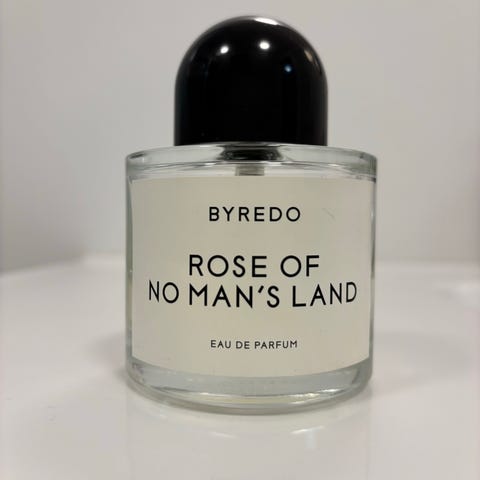 BYREDO
ROSE OF
NO MAN'S LAND
EAU DE PARFUM